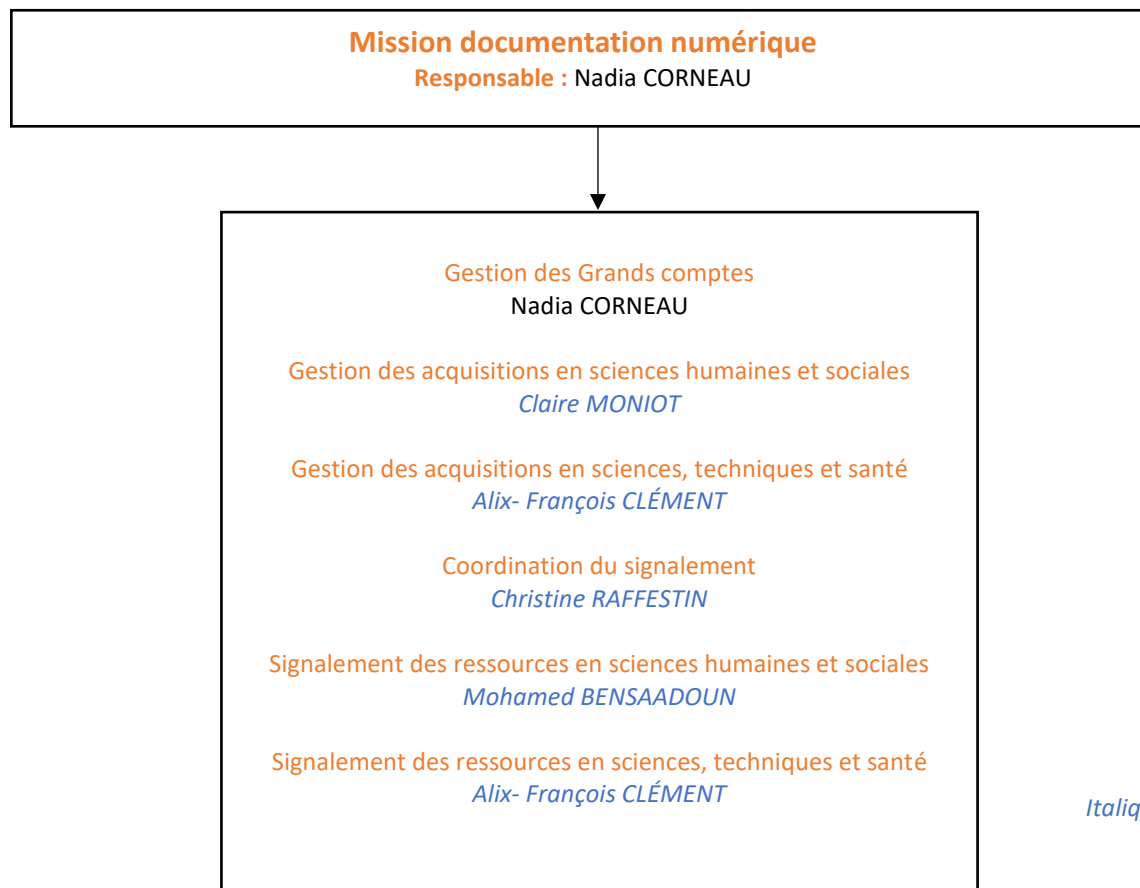 Mission documentation numérique
Responsable : Nadia CORNEAU
Gestion des Grands comptes
Nadia CORNEAU
Gestion des acquisitions en sciences humaines et sociales
Claire MONIOT
Gestion des acquisitions en sciences, techniques et santé
Alix- François CLÉMENT
Coordination du signalement
Christine RAFFESTIN
Signalement des ressources en sciences humaines et sociales
Mohamed BENSAADOUN
Signalement des ressources en sciences, techniques et santé
Alix- François CLÉMENT